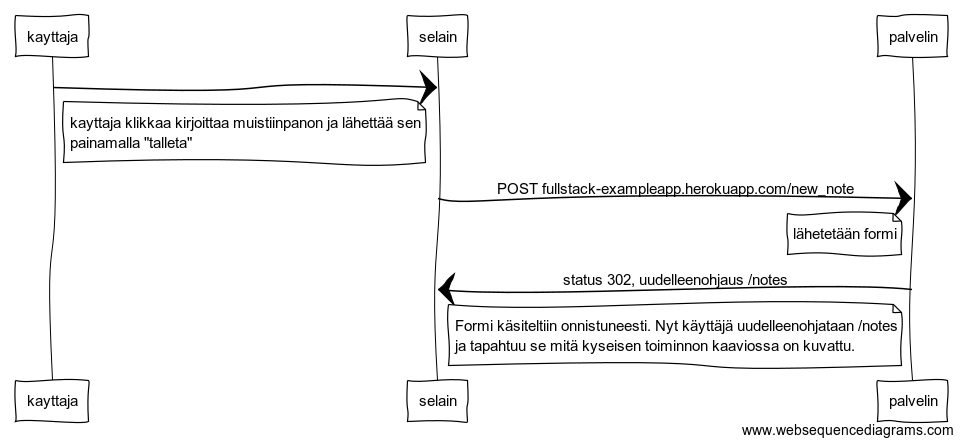 kayttaja
selain
palvelin
kayttaja klikkaa kirjoittaa muistiinpanon ja lähettää sen
painamalla "talleta"
POST fullstack-exampleapp.herokuapp.com/new_note
lähetetään formi
status 302, uudelleenohjaus /notes
Formi käsiteltiin onnistuneesti. Nyt käyttäjä uudelleenohjataan /notes
ja tapahtuu se mitä kyseisen toiminnon kaaviossa on kuvattu.
kayttaja
selain
palvelin
www.websequencediagrams.com